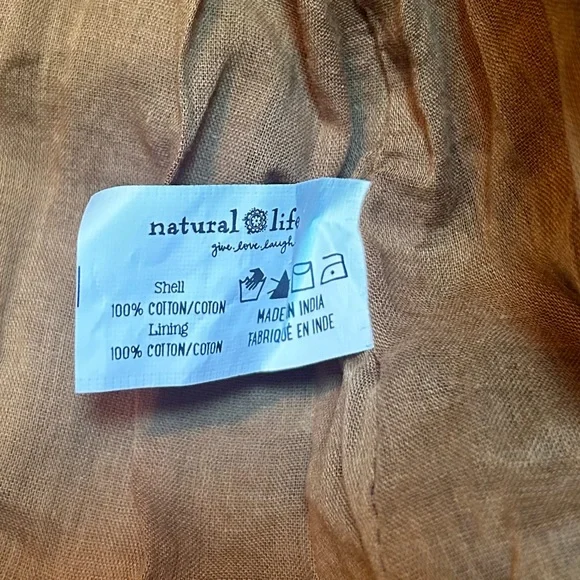 natural life
give.love.laugh
Shell
100% COTTON/COTON
Lining
100% COTTON/COTON
MADE IN INDIA
FABRIQUÉ EN INDE